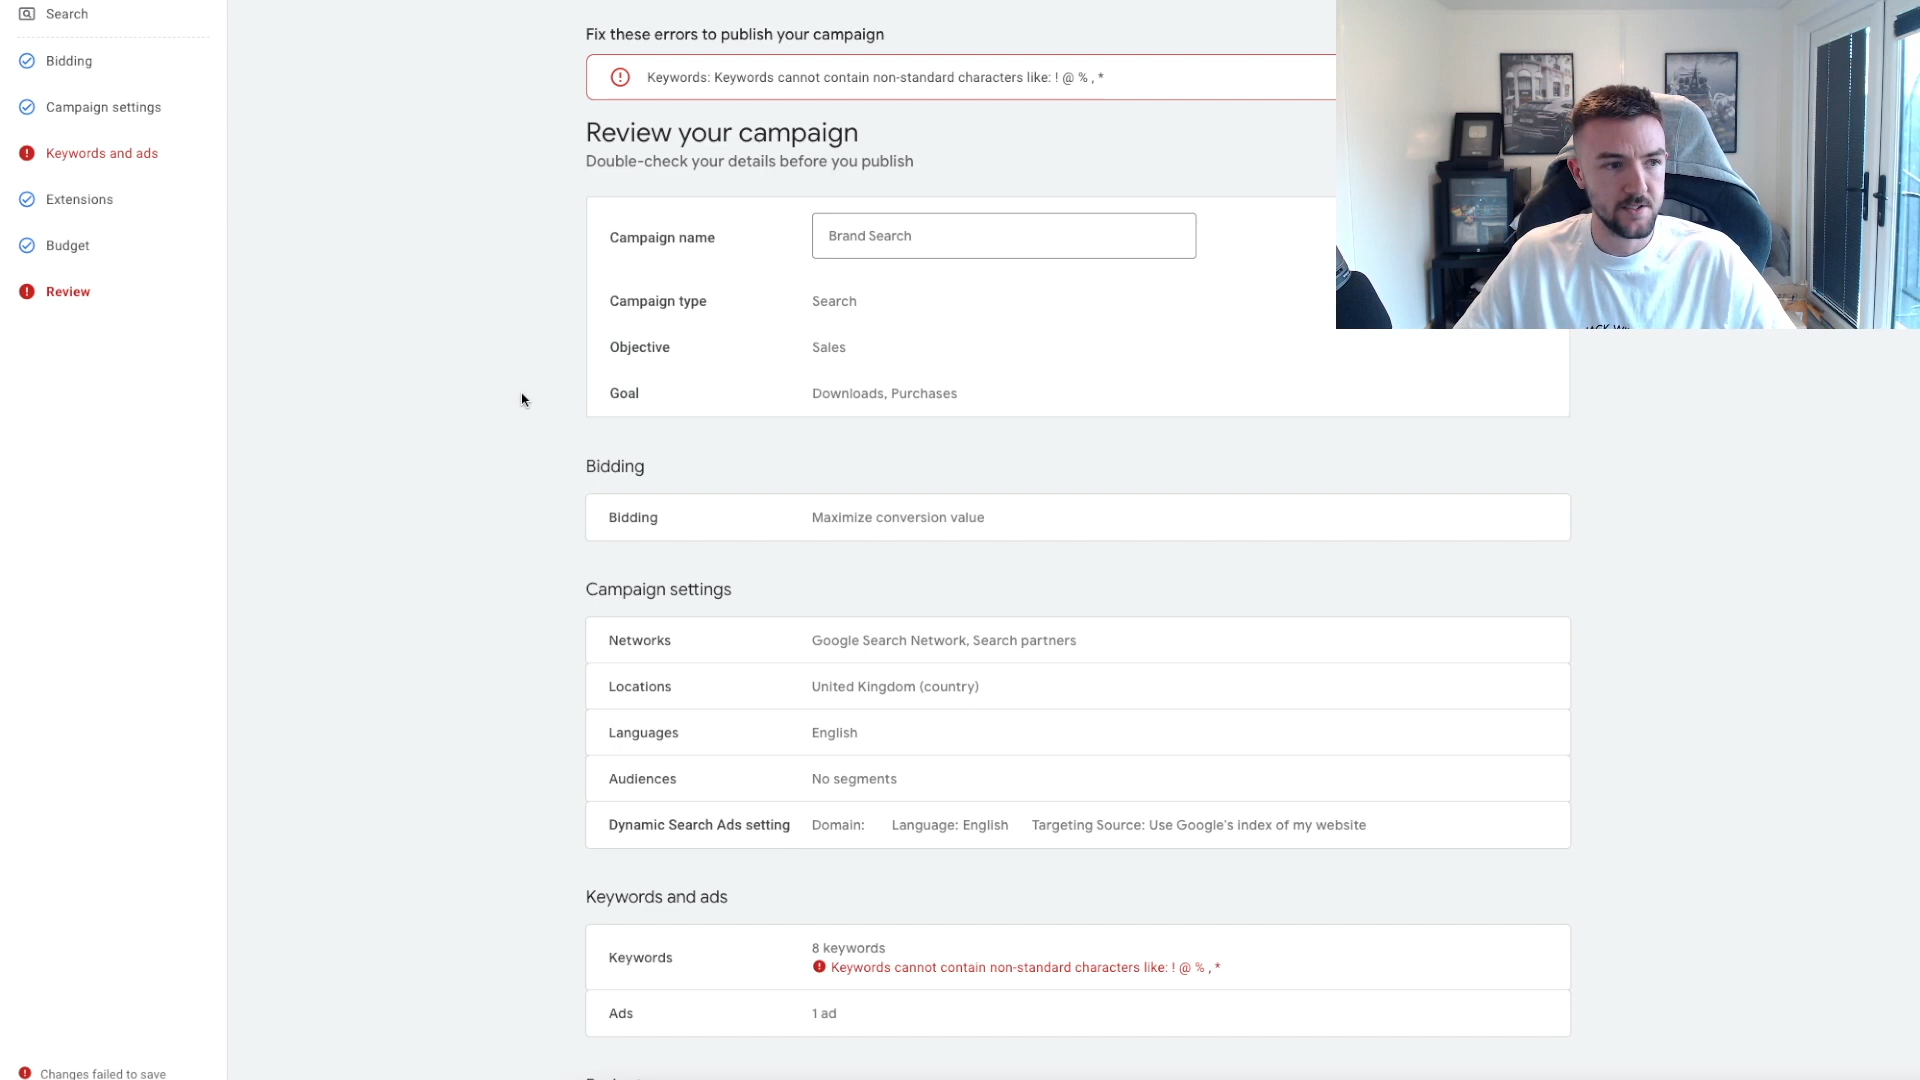 Search
Bidding
Campaign settings
Keywords and ads
Extensions
Budget
Review
Changes failed to save
Fix these errors to publish your campaign
Keywords: Keywords cannot contain non-standard characters like: ! @ % , *
Review your campaign
Double-check your details before you publish
Campaign name Brand Search
Campaign type Search
Objective Sales
Goal Downloads, Purchases
Bidding
Bidding Maximize conversion value
Campaign settings
Networks Google Search Network, Search partners
Locations United Kingdom (country)
Languages English
Audiences No segments
Dynamic Search Ads setting Domain: Language: English Targeting Source: Use Google's index of my website
Keywords and ads
Keywords 8 keywords
Keywords cannot contain non-standard characters like: ! @ % , *
Ads 1 ad